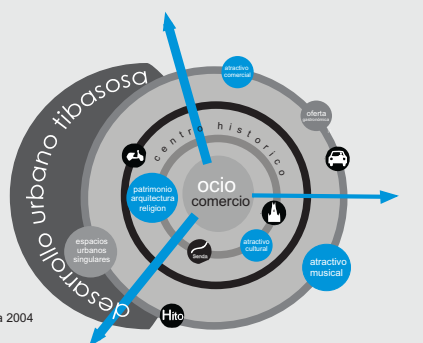 atractivo
comercial
oferta
gastronómica
desarrollo urbano tibasosa
centro historico
patrimonio
arquitectura
religion
ocio
comercio
espacios
urbanos
singulares
Senda
atractivo
cultural
atractivo
musical
Hito
a 2004